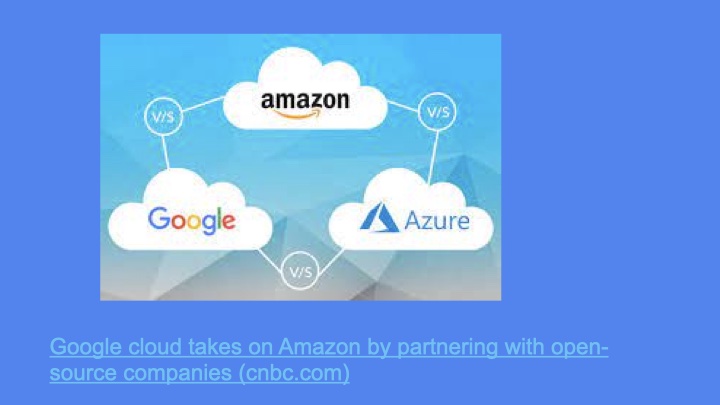 amazon
V/S
V/S
Google
Azure
V/S
Google cloud takes on Amazon by partnering with open-
source companies (cnbc.com)